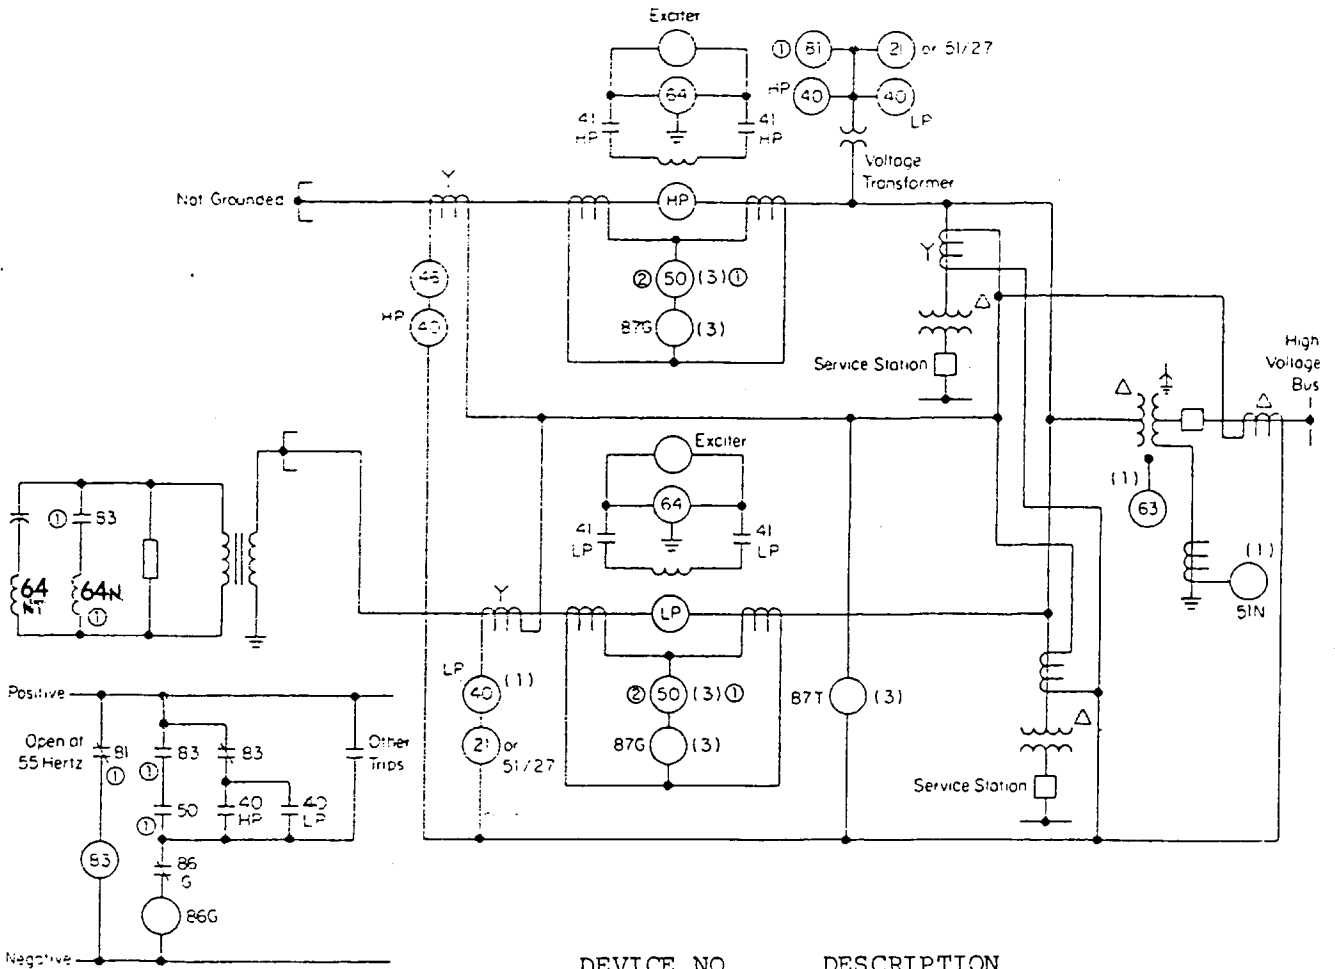 Exciter
① 81
21 or 51/27
HP 40
40 LP
64
41 HP
41 HP
Voltage Transformer
Y
Not Grounded
HP
Y
46
② 50 (3) ①
HP 40
87G (3)
△
Service Station
High Voltage Bus
△
△
Exciter
(1)
63
① 83
64
41 LP
41 LP
(1)
51N
64 NT
64N
①
Y
LP
LP 40 (1)
② 50 (3) ①
87T (3)
Positive
△
Open at 55 Hertz
81
①
83
①
83
Other Trips
21 or 51/27
87G (3)
Service Station
50
①
40 HP
40 LP
83
86 G
86G
Negative
DEVICE NO. DESCRIPTION